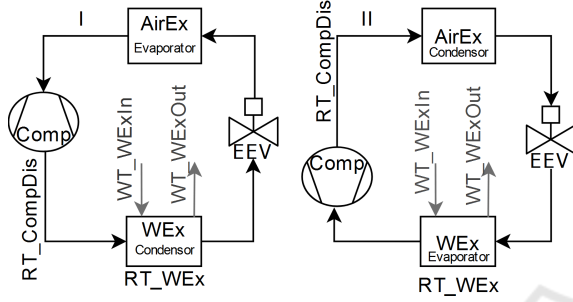 I
AirEx
Evaporator
Comp
RT_CompDis
WT_WExIn
WT_WExOut
EEV
WEx
Condensor
RT_WEx
II
AirEx
Condensor
RT_CompDis
Comp
WT_WExIn
WT_WExOut
EEV
WEx
Evaporator
RT_WEx